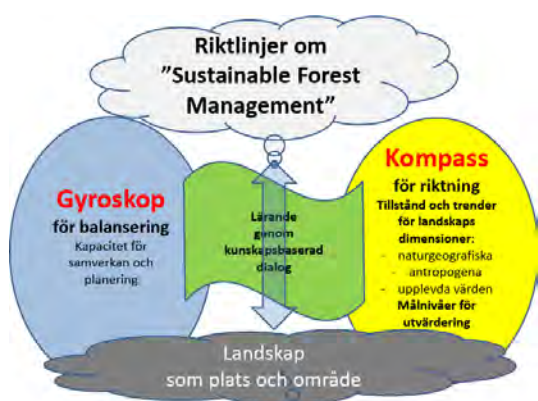 Riktlinjer om
”Sustainable Forest
Management”
Gyroskop
för balansering
Kapacitet för
samverkan och
planering
Lärande
genom
kunskapsbaserad
dialog
Kompass
för riktning
Tillstånd och trender
för landskaps
dimensioner:
- naturgeografiska
- antropogena
- upplevda värden
Målnivåer för
utvärdering
Landskap
som plats och område